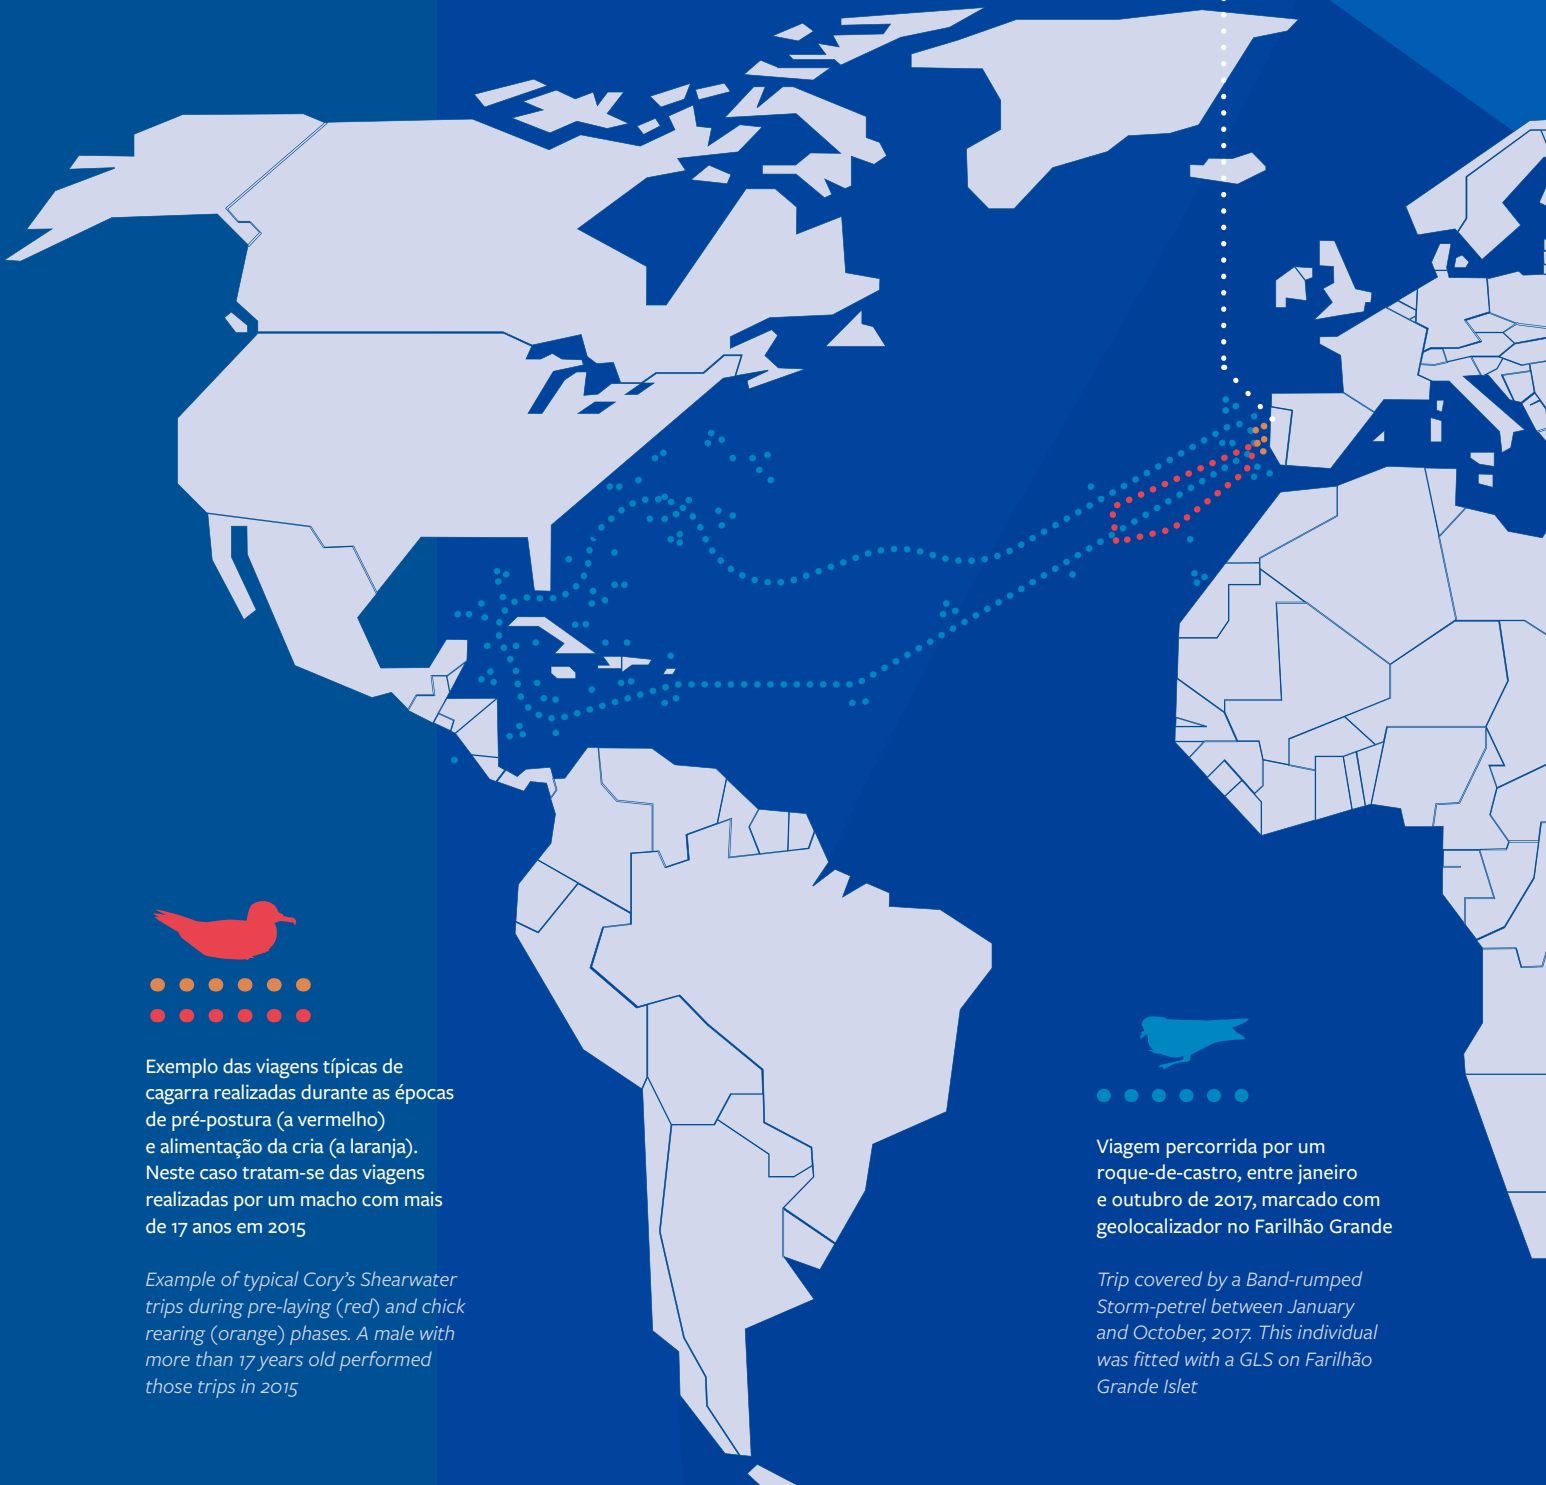 Exemplo das viagens típicas de
cagarra realizadas durante as épocas
de pré-postura (a vermelho)
e alimentação da cria (a laranja).
Neste caso tratam-se das viagens
realizadas por um macho com mais
de 17 anos em 2015
Example of typical Cory's Shearwater
trips during pre-laying (red) and chick
rearing (orange) phases. A male with
more than 17 years old performed
those trips in 2015
Viagem percorrida por um
roque-de-castro, entre janeiro
e outubro de 2017, marcado com
geolocalizador no Farilhão Grande
Trip covered by a Band-rumped
Storm-petrel between January
and October, 2017. This individual
was fitted with a GLS on Farilhão
Grande Islet